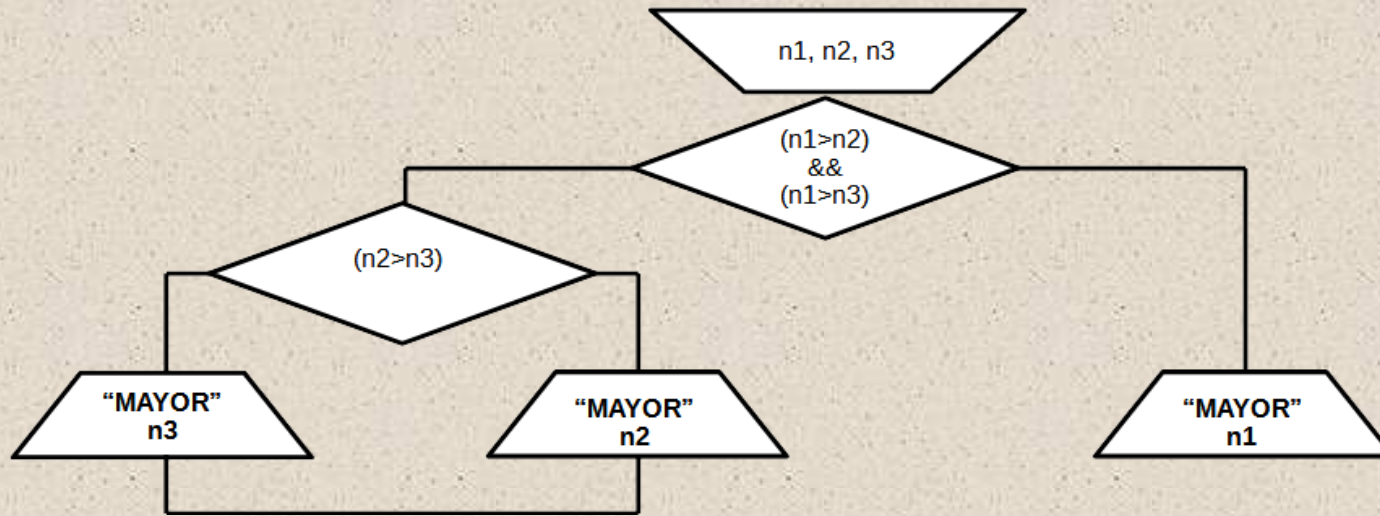 n1, n2, n3
(n1>n2)
&&
(n1>n3)
(n2>n3)
“MAYOR”
n3
“MAYOR”
n2
“MAYOR”
n1